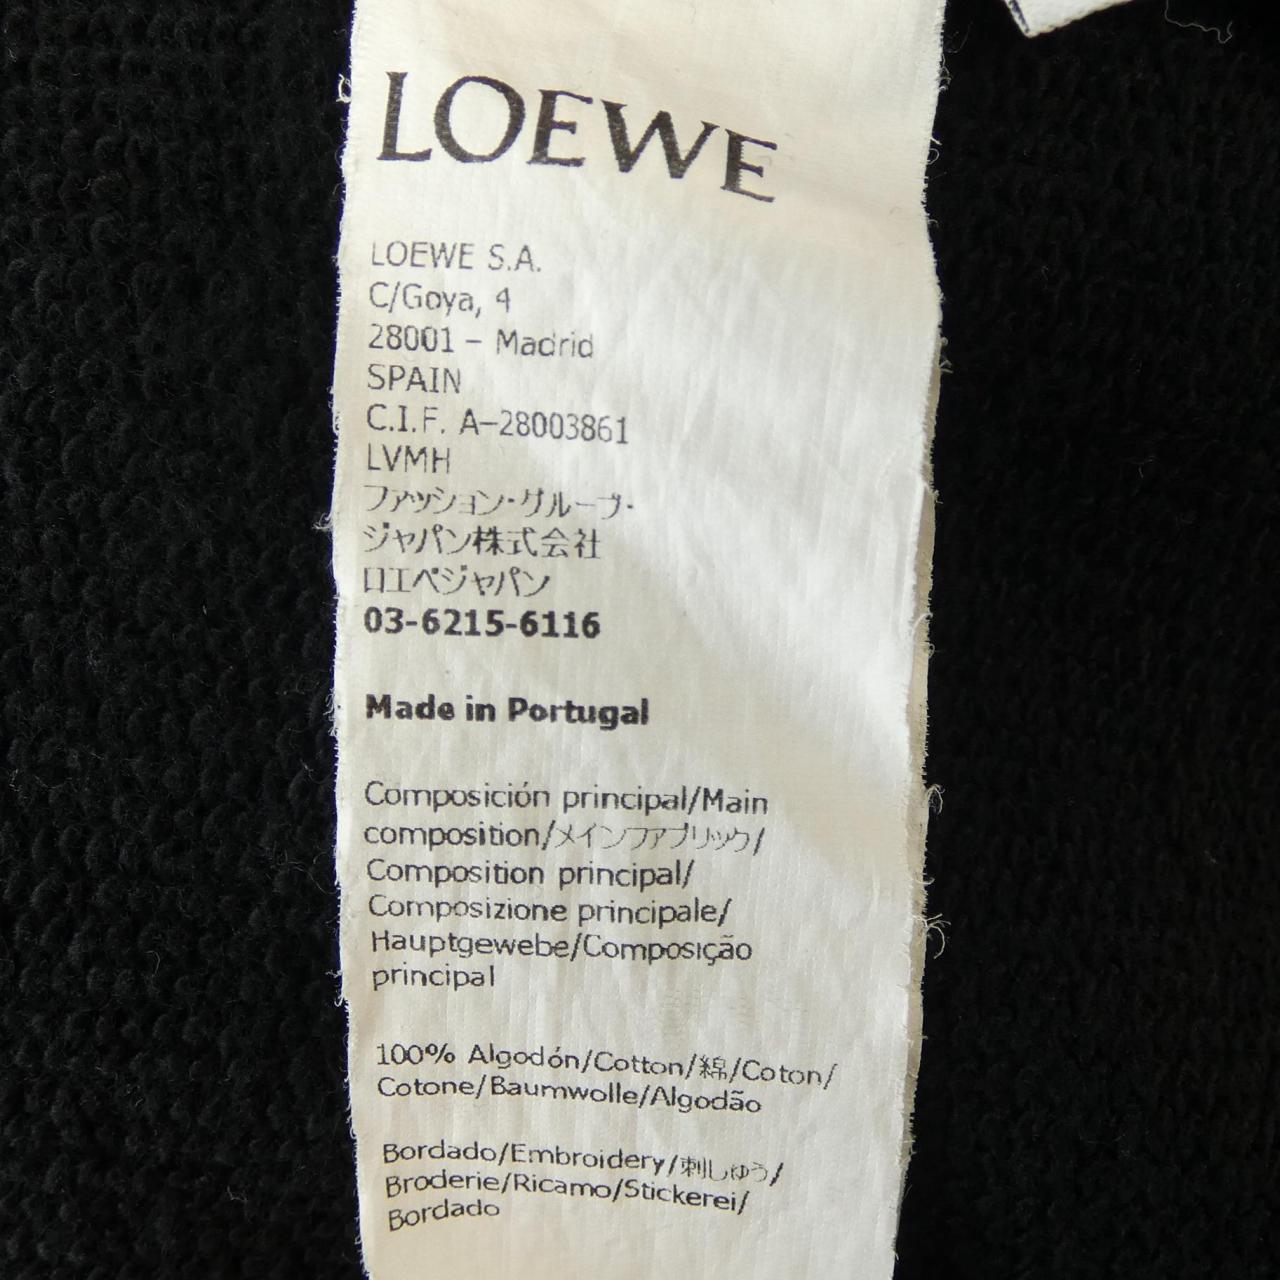 LOEWE
LOEWE S.A.
C/Goya, 4
28001 – Madrid
SPAIN
C.I.F. A–28003861
LVMH
ファッション・グループ・
ジャパン株式会社
ロエベジャパン
03-6215-6116
Made in Portugal
Composición principal/Main
composition/メインファブリック/
Composition principal/
Composizione principale/
Hauptgewebe/Composição
principal
100% Algodón/Cotton/綿/Coton/
Cotone/Baumwolle/Algodão
Bordado/Embroidery/刺しゅう/
Broderie/Ricamo/Stickerei/
Bordado